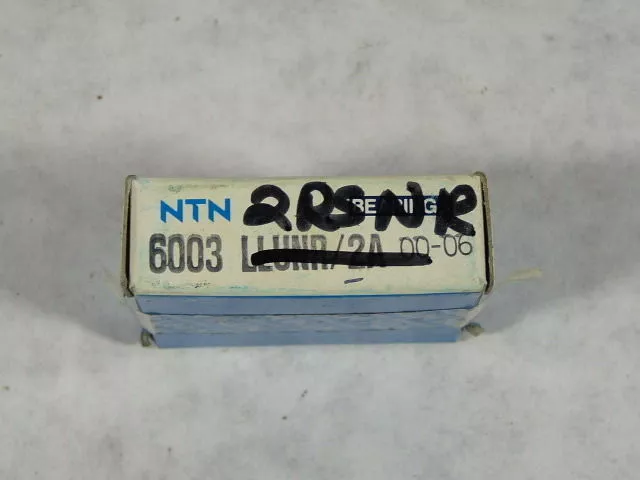 NTN 2RSNR BEARING
6003 LLUNR/2A 00-06